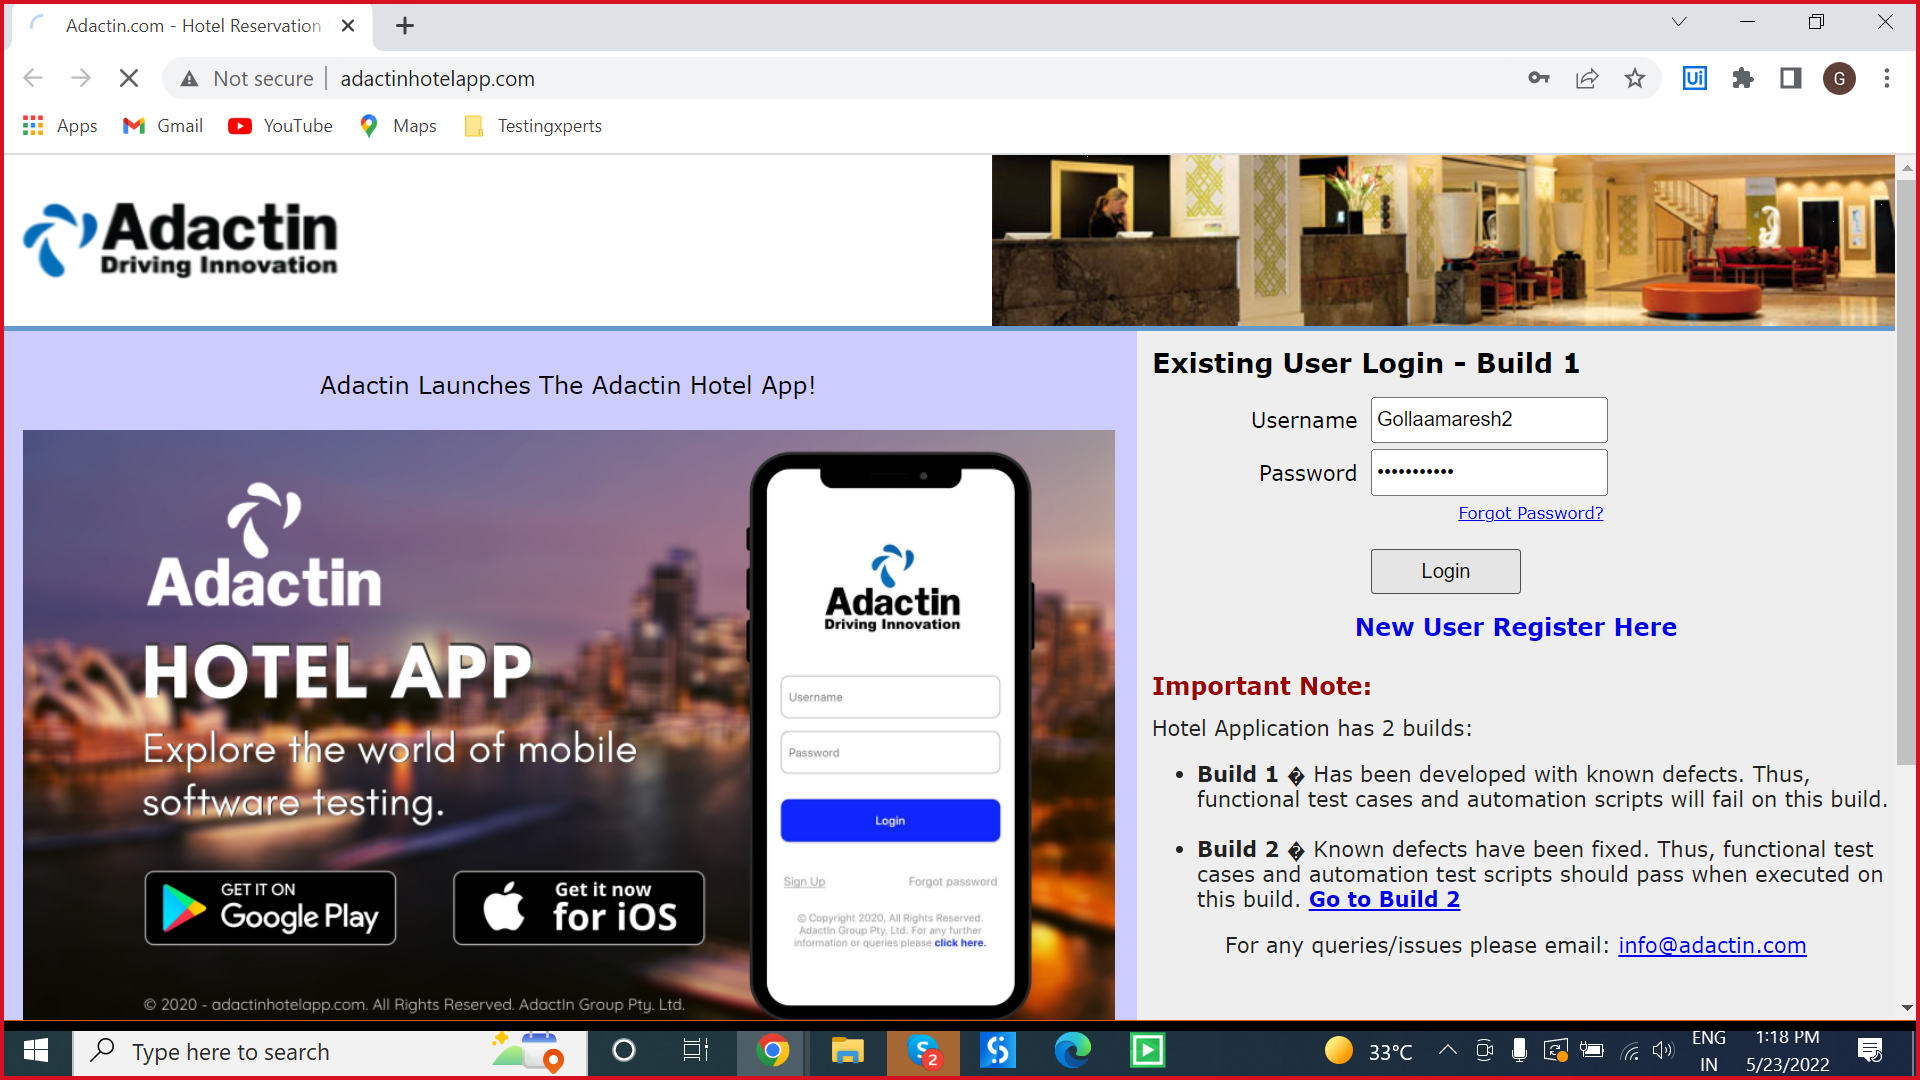 Adactin.com - Hotel Reservation
Not secure
adactinhotelapp.com
Ui
G
Apps
Gmail
YouTube
Maps
Testingxperts
Adactin
Driving Innovation
Adactin Launches The Adactin Hotel App!
Adactin
HOTEL APP
Explore the world of mobile
software testing.
GET IT ON
Google Play
Get it now
for iOS
© 2020 - adactinhotelapp.com. All Rights Reserved. AdactIn Group Pty. Ltd.
Adactin
Driving Innovation
Username
Password
Login
Sign Up
Forgot password
© Copyright 2020, All Rights Reserved.
AdactIn Group Pty. Ltd. For any further
information or queries please click here.
Existing User Login - Build 1
Username
Gollaamaresh2
Password
•••••••••••
Forgot Password?
Login
New User Register Here
Important Note:
Hotel Application has 2 builds:
• Build 1 � Has been developed with known defects. Thus,
functional test cases and automation scripts will fail on this build.
• Build 2 � Known defects have been fixed. Thus, functional test
cases and automation test scripts should pass when executed on
this build. Go to Build 2
For any queries/issues please email: info@adactin.com
Type here to search
S
2
33°C
ENG
IN
1:18 PM
5/23/2022